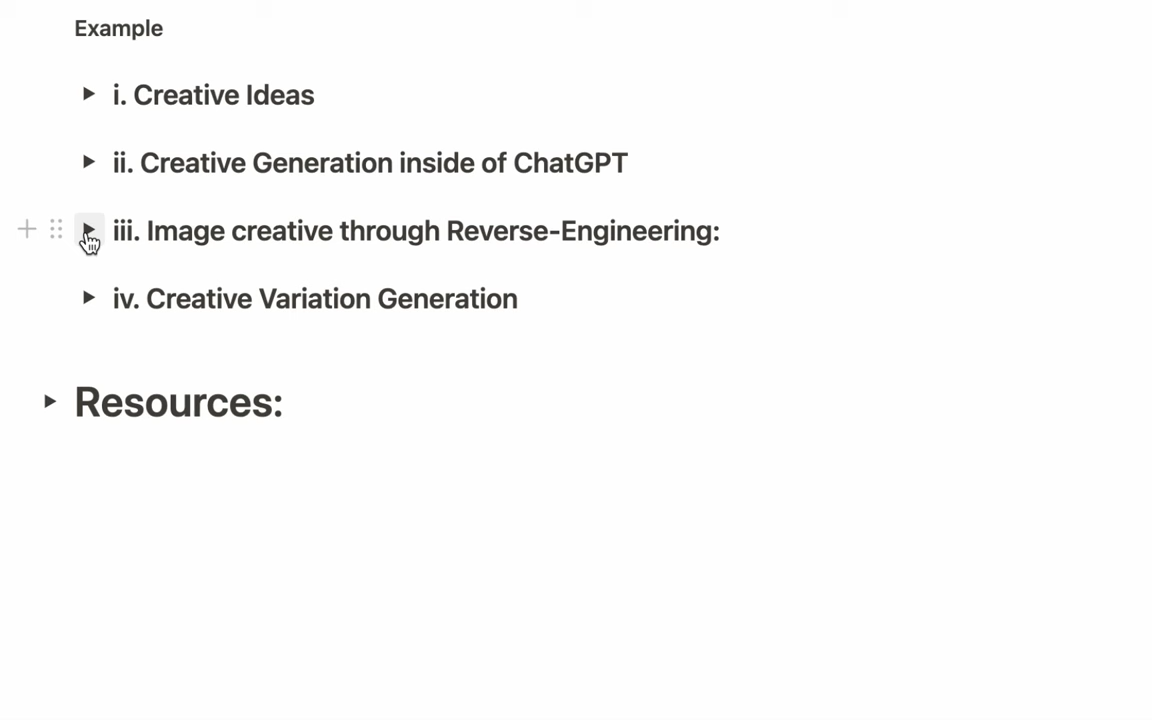 Example
i. Creative Ideas
ii. Creative Generation inside of ChatGPT
iii. Image creative through Reverse-Engineering:
iv. Creative Variation Generation
Resources: